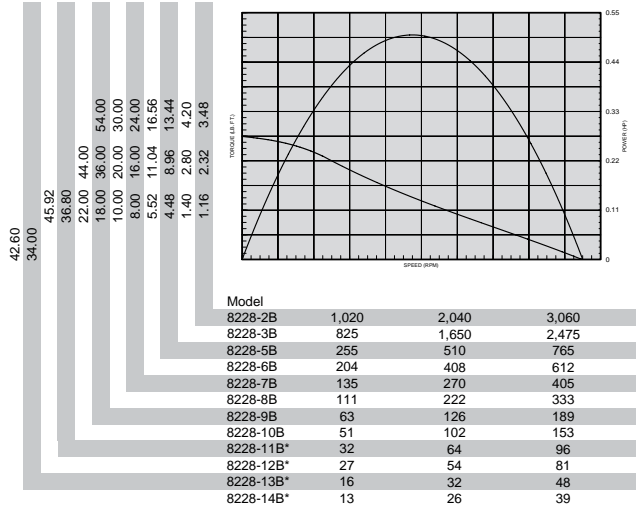 42.60
34.00
45.92
36.80
22.00 44.00
18.00 36.00 54.00
10.00 20.00 30.00
8.00 16.00 24.00
5.52 11.04 16.56
4.48 8.96 13.44
1.40 2.80 4.20
1.16 2.32 3.48
TORQUE (LB. F.T.)
0.55
0.44
0.33
0.22
0.11
0
POWER (HP)
SPEED (RPM)
Model
8228-2B 1,020 2,040 3,060
8228-3B 825 1,650 2,475
8228-5B 255 510 765
8228-6B 204 408 612
8228-7B 135 270 405
8228-8B 111 222 333
8228-9B 63 126 189
8228-10B 51 102 153
8228-11B* 32 64 96
8228-12B* 27 54 81
8228-13B* 16 32 48
8228-14B* 13 26 39